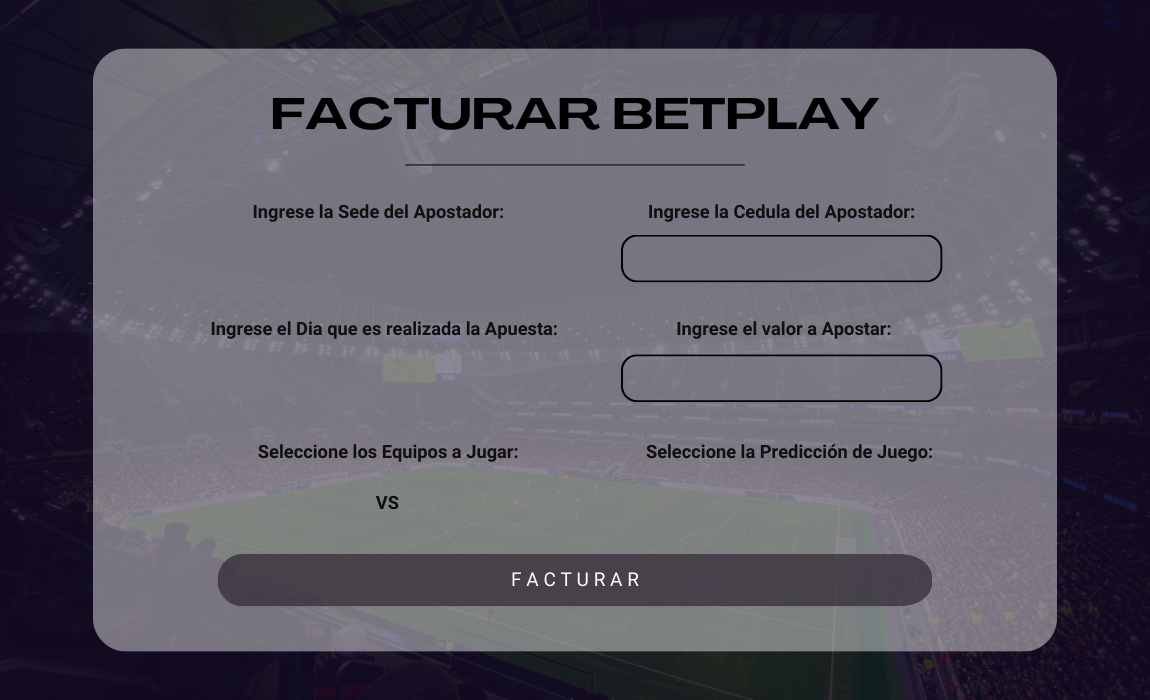 FACTURAR BETPLAY
Ingrese la Sede del Apostador:
Ingrese la Cedula del Apostador:
Ingrese el Dia que es realizada la Apuesta:
Ingrese el valor a Apostar:
Seleccione los Equipos a Jugar:
Seleccione la Predicción de Juego:
VS
FACTURAR